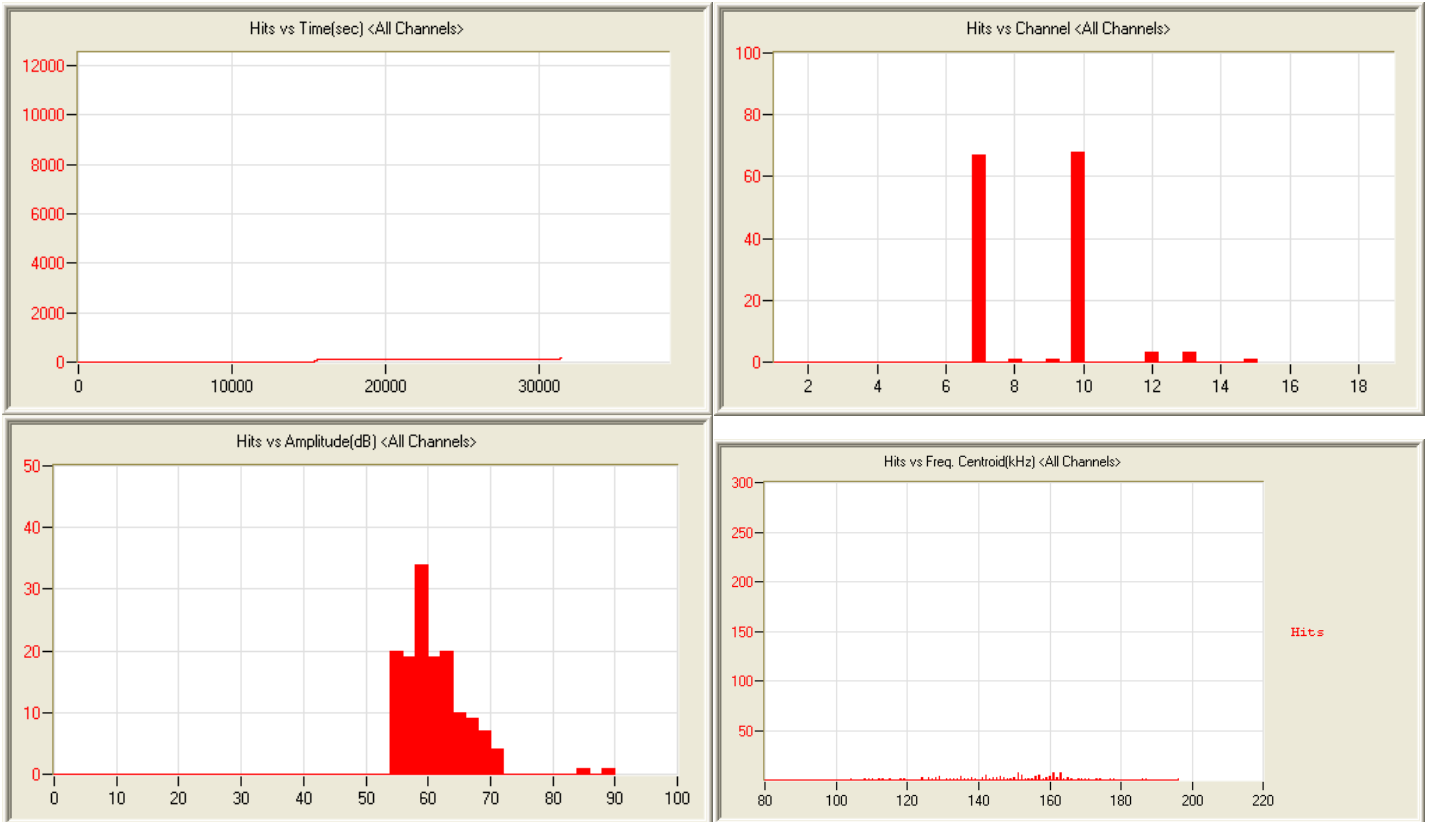 Hits vs Time(sec) <All Channels>
12000
10000
8000
6000
4000
2000
0
0 10000 20000 30000
Hits vs Channel <All Channels>
100
80
60
40
20
0
2 4 6 8 10 12 14 16 18
Hits vs Amplitude(dB) <All Channels>
50
40
30
20
10
0
0 10 20 30 40 50 60 70 80 90 100
Hits vs Freq. Centroid(kHz) <All Channels>
300
250
200
150
100
50
80 100 120 140 160 180 200 220
Hits